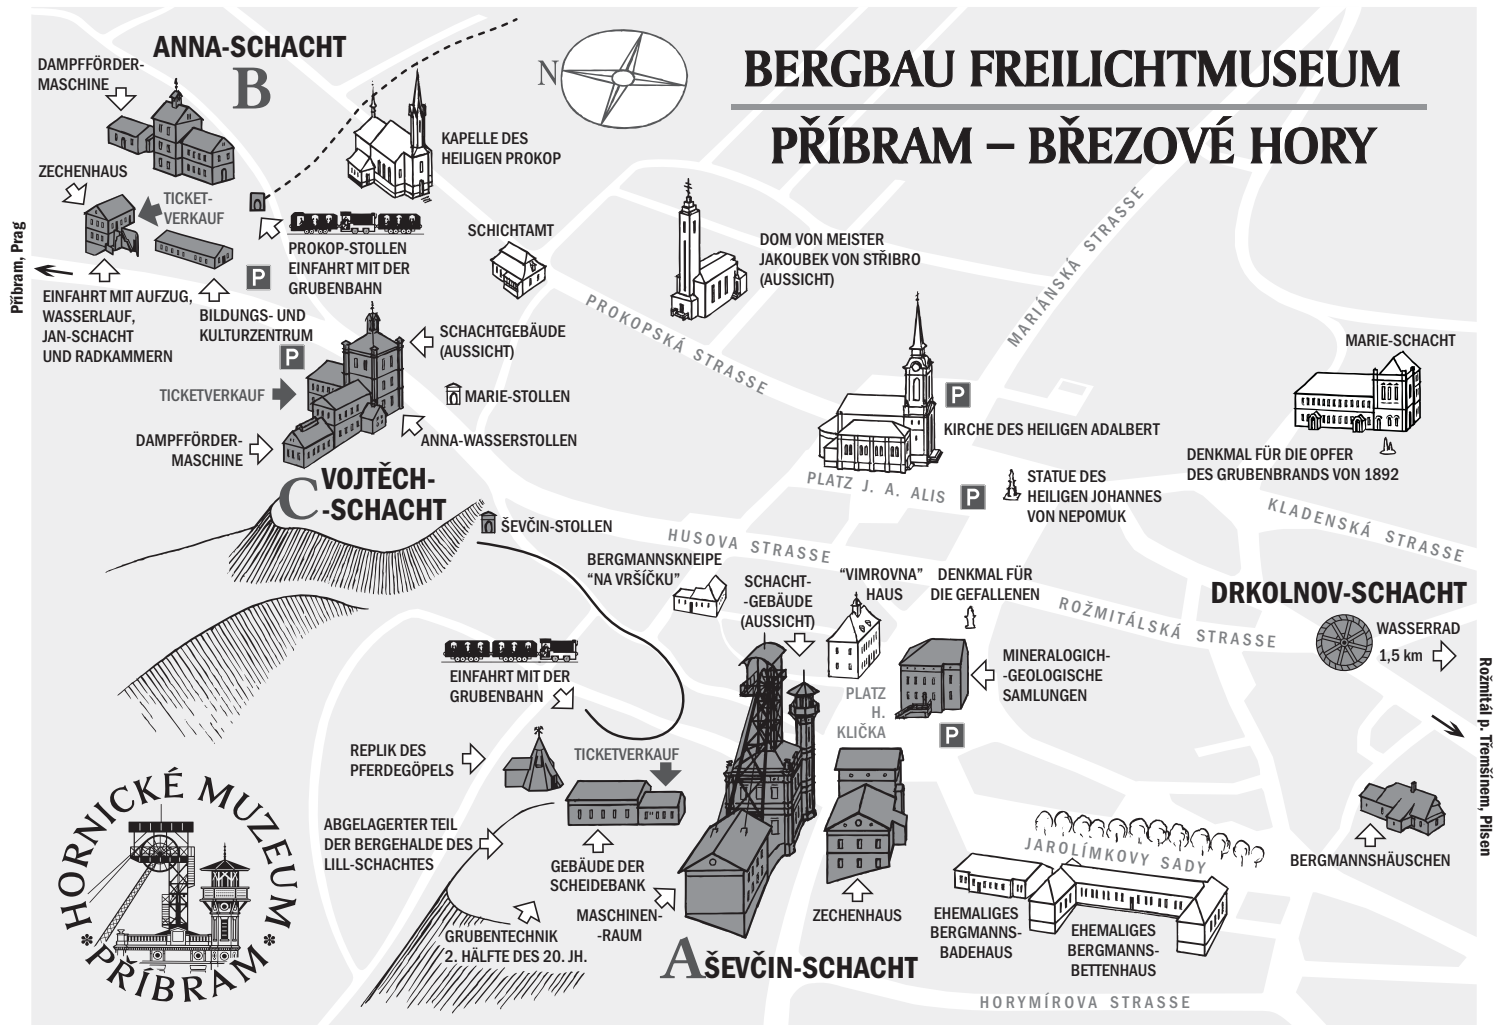 BERGBAU FREILICHTMUSEUM
PŘÍBRAM – BŘEZOVÉ HORY
N
ANNA-SCHACHT
B
DAMPFFÖRDER-
MASCHINE
ZECHENHAUS
TICKET-
VERKAUF
Příbram, Prag
EINFAHRT MIT AUFZUG,
WASSERLAUF,
JAN-SCHACHT
UND RADKAMMERN
BILDUNGS- UND
KULTURZENTRUM
P
KAPELLE DES
HEILIGEN PROKOP
PROKOP-STOLLEN
EINFAHRT MIT DER
GRUBENBAHN
SCHICHTAMT
DOM VON MEISTER
JAKOUBEK VON STŘIBRO
(AUSSICHT)
PROKOPSKÁ STRASSE
MARIÁNSKÁ STRASSE
SCHACHTGEBÄUDE
(AUSSICHT)
P
TICKETVERKAUF
MARIE-STOLLEN
ANNA-WASSERSTOLLEN
DAMPFFÖRDER-
MASCHINE
C
VOJTĚCH-
-SCHACHT
ŠEVČIN-STOLLEN
P
KIRCHE DES HEILIGEN ADALBERT
PLATZ J. A. ALIS
P
STATUE DES
HEILIGEN JOHANNES
VON NEPOMUK
MARIE-SCHACHT
DENKMAL FÜR DIE OPFER
DES GRUBENBRANDS VON 1892
KLADENSKÁ STRASSE
HUSOVA STRASSE
ROŽMITÁLSKÁ STRASSE
BERGMANNSKNEIPE
“NA VRŠÍČKU”
SCHACHT-
-GEBÄUDE
(AUSSICHT)
“VIMROVNA”
HAUS
DENKMAL FÜR
DIE GEFALLENEN
DRKOLNOV-SCHACHT
WASSERRAD
1,5 km
Rožmitál p. Třemšínem, Pilsen
MINERALOGICH-
-GEOLOGISCHE
SAMLUNGEN
PLATZ
H.
KLIČKA
P
EINFAHRT MIT DER
GRUBENBAHN
REPLIK DES
PFERDEGÖPELS
TICKETVERKAUF
ABGELAGERTER TEIL
DER BERGEHALDE DES
LILL-SCHACHTES
GEBÄUDE DER
SCHEIDEBANK
MASCHINEN-
-RAUM
GRUBENTECHNIK
2. HÄLFTE DES 20. JH.
A
ŠEVČIN-SCHACHT
ZECHENHAUS
JAROLÍMKOVY SADY
EHEMALIGES
BERGMANNS-
BADEHAUS
EHEMALIGES
BERGMANNS-
BETTENHAUS
BERGMANNSHÄUSCHEN
HORYMÍROVA STRASSE
HORNICKÉ MUZEUM
* PŘÍBRAM *